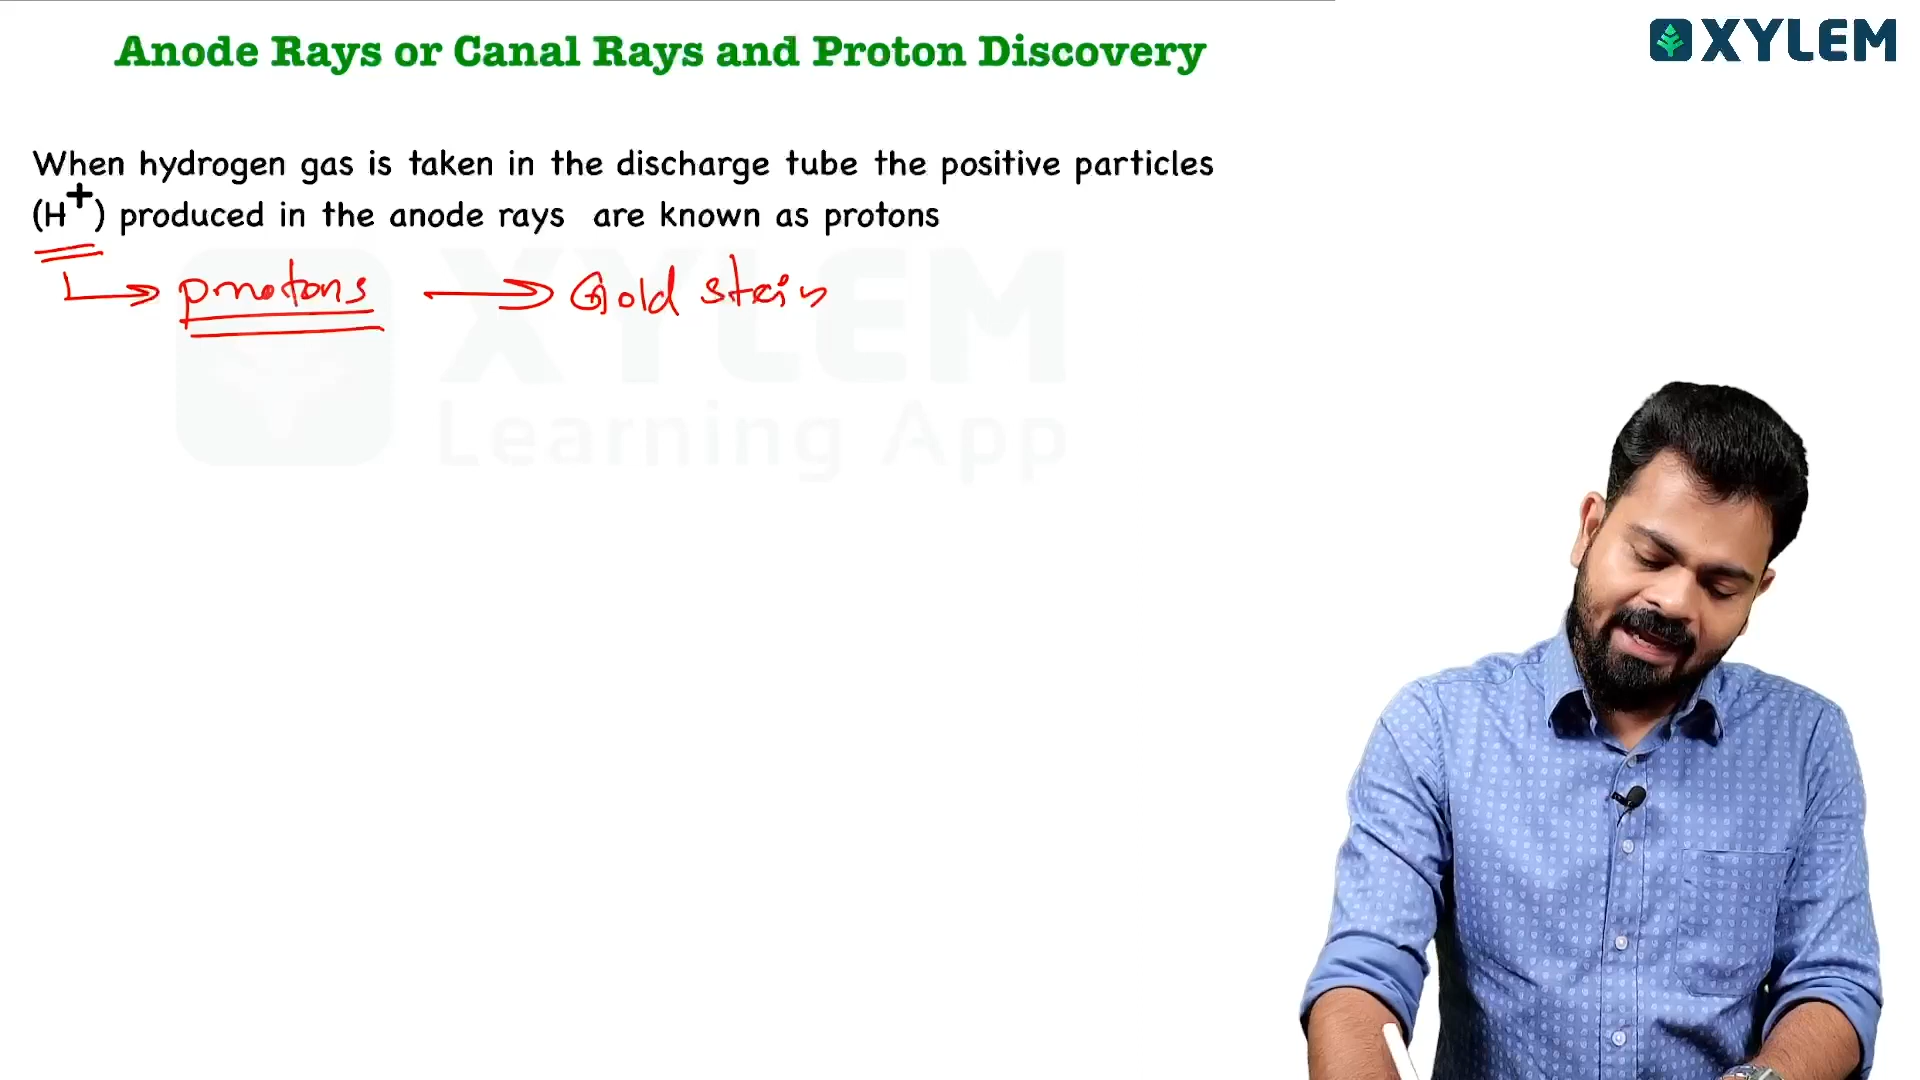 Anode Rays or Canal Rays and Proton Discovery
XYLEM
When hydrogen gas is taken in the discharge tube the positive particles
(H+) produced in the anode rays are known as protons
protons → Gold stein
XYLEM
Learning App